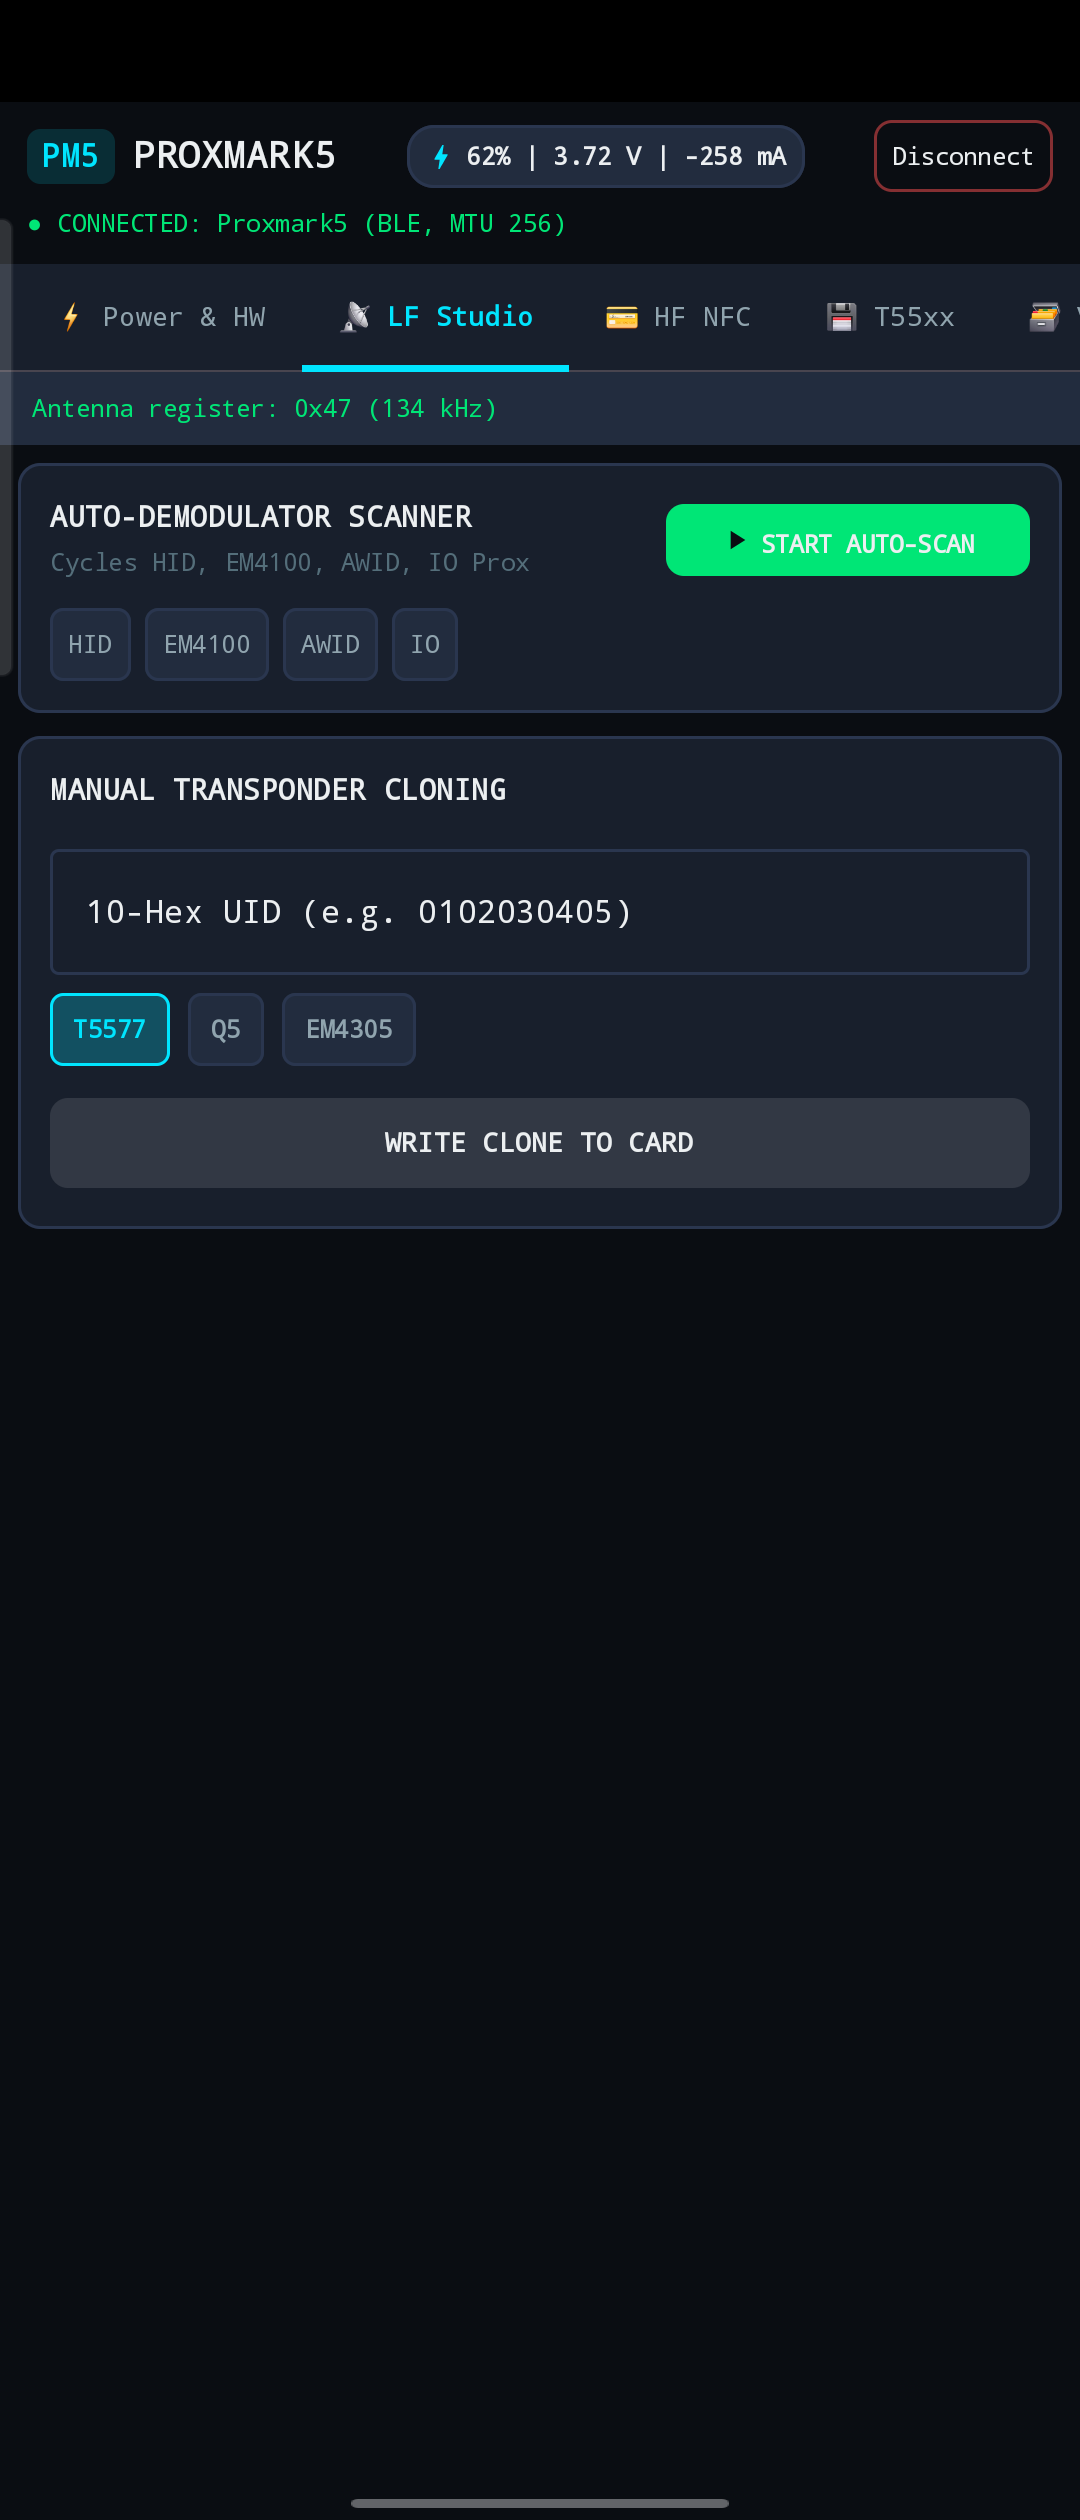 PM5 PROXMARK5 62% | 3.72 V | -258 mA Disconnect
CONNECTED: Proxmark5 (BLE, MTU 256)
Power & HW LF Studio HF NFC T55xx
Antenna register: 0x47 (134 kHz)
AUTO-DEMODULATOR SCANNER
START AUTO-SCAN
Cycles HID, EM4100, AWID, IO Prox
HID EM4100 AWID IO
MANUAL TRANSPONDER CLONING
10-Hex UID (e.g. 0102030405)
T5577 Q5 EM4305
WRITE CLONE TO CARD